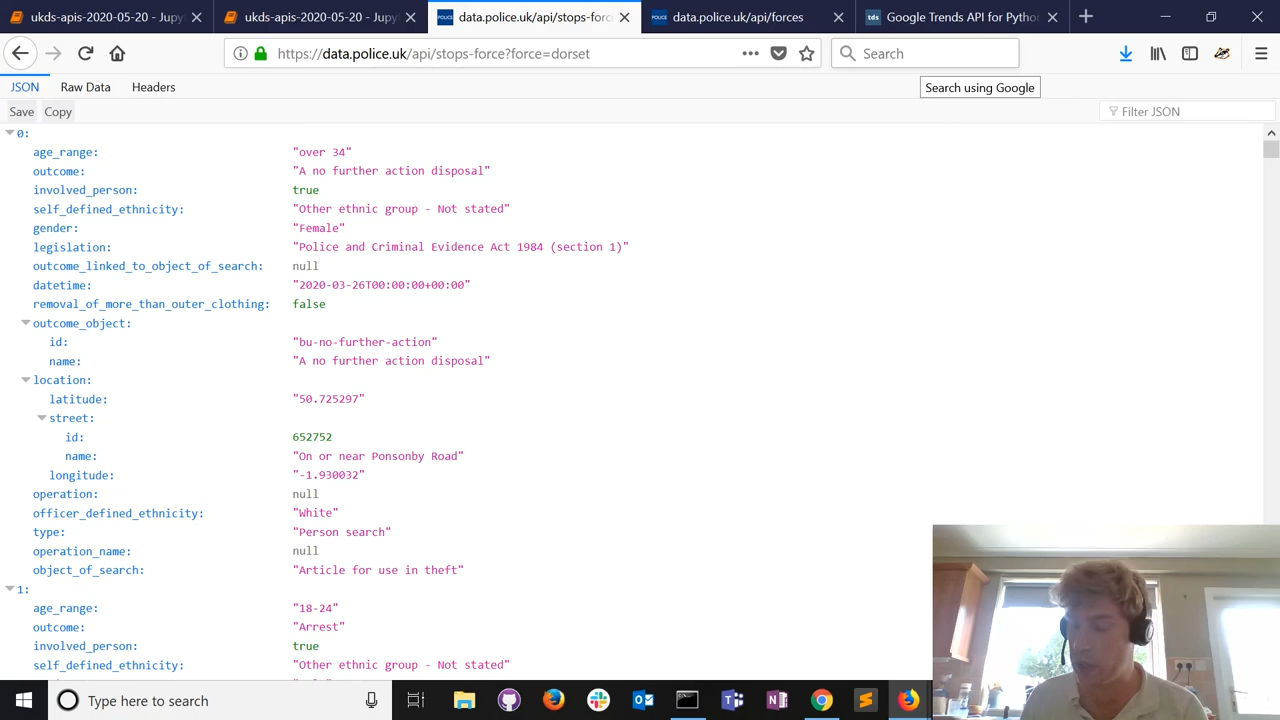 ukds-apis-2020-05-20 - Jupy
ukds-apis-2020-05-20 - Jupyt
data.police.uk/api/stops-forc
data.police.uk/api/forces
Google Trends API for Python
https://data.police.uk/api/stops-force?force=dorset
Search
JSON
Raw Data
Headers
Search using Google
Save
Copy
Filter JSON
0:
age_range: "over 34"
outcome: "A no further action disposal"
involved_person: true
self_defined_ethnicity: "Other ethnic group - Not stated"
gender: "Female"
legislation: "Police and Criminal Evidence Act 1984 (section 1)"
outcome_linked_to_object_of_search: null
datetime: "2020-03-26T00:00:00+00:00"
removal_of_more_than_outer_clothing: false
outcome_object:
id: "bu-no-further-action"
name: "A no further action disposal"
location:
latitude: "50.725297"
street:
id: 652752
name: "On or near Ponsonby Road"
longitude: "-1.930032"
operation: null
officer_defined_ethnicity: "White"
type: "Person search"
operation_name: null
object_of_search: "Article for use in theft"
1:
age_range: "18-24"
outcome: "Arrest"
involved_person: true
self_defined_ethnicity: "Other ethnic group - Not stated"
Type here to search